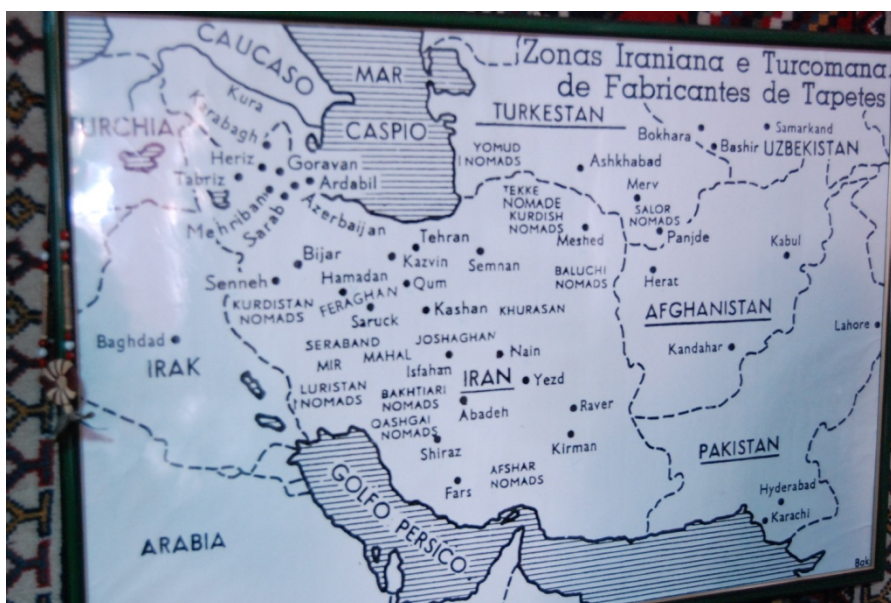 Zonas Iraniana e Turcomana
de Fabricantes de Tapetes
CAUCASO
MAR
CASPIO
TURKESTAN
TURCHIA
Kura
Karabagh
Heriz
Goravan
Tabriz
Ardabil
Mehriban
Sarab
Azerbaijan
YOMUD
NOMADS
Ashkhabad
Bokhara
Bashir
Samarkand
UZBEKISTAN
TEKKE
NOMADE
KURDISH
NOMADS
Merv
SALOR
NOMADS
Panjde
Meshed
Kabul
Tehran
Kazvin
Semnan
Bijar
Senneh
Hamadan
Qum
BALUCHI
NOMADS
Herat
KURDISTAN
NOMADS
FERAGHAN
Saruck
Kashan
KHURASAN
AFGHANISTAN
Lahore
Baghdad
IRAK
SERABAND
MIR
MAHAL
JOSHAGHAN
Isfahan
Nain
Kandahar
LURISTAN
NOMADS
BAKHTIARI
NOMADS
IRAN
Yezd
Abadeh
QASHGAI
NOMADS
Raver
Shiraz
Kirman
PAKISTAN
Fars
AFSHAR
NOMADS
Hyderabad
Karachi
GOLFO PERSICO
ARABIA
Bok